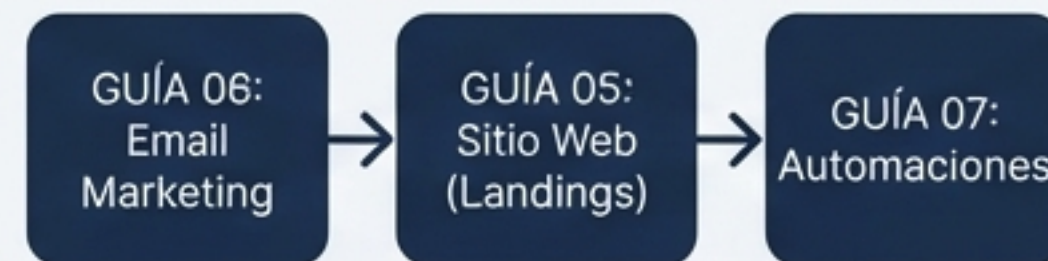 GUÍA 06:
Email
Marketing
GUÍA 05:
Sitio Web
(Landings)
GUÍA 07:
Automaciones